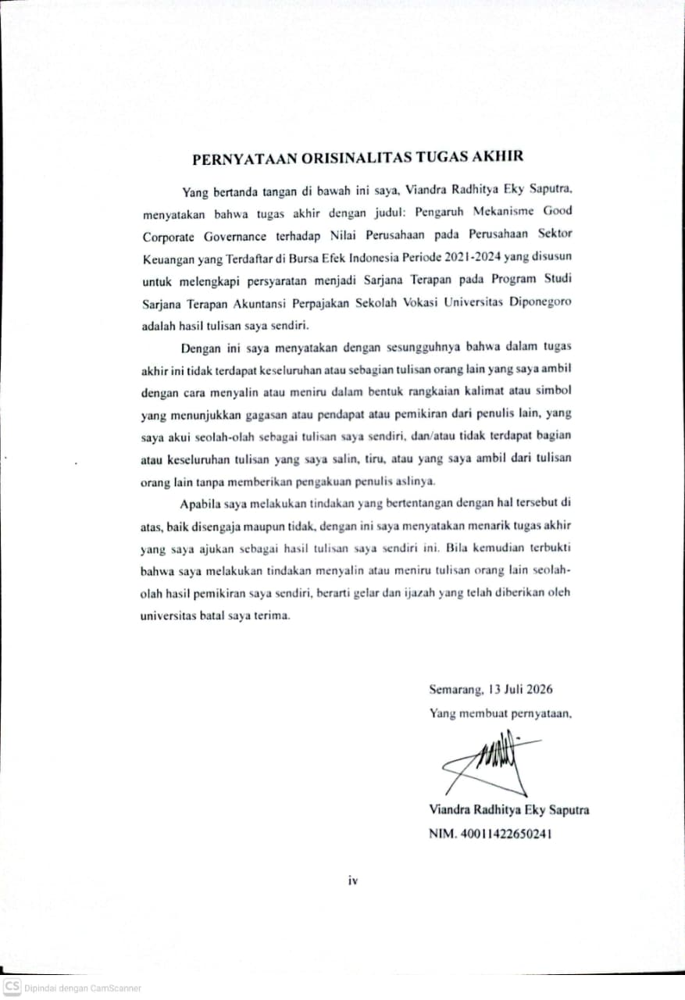 PERNYATAAN ORISINALITAS TUGAS AKHIR
Yang bertanda tangan di bawah ini saya, Viandra Radhitya Eky Saputra,
menyatakan bahwa tugas akhir dengan judul: Pengaruh Mekanisme Good
Corporate Governance terhadap Nilai Perusahaan pada Perusahaan Sektor
Keuangan yang Terdaftar di Bursa Efek Indonesia Periode 2021-2024 yang disusun
untuk melengkapi persyaratan menjadi Sarjana Terapan pada Program Studi
Sarjana Terapan Akuntansi Perpajakan Sekolah Vokasi Universitas Diponegoro
adalah hasil tulisan saya sendiri.
Dengan ini saya menyatakan dengan sesungguhnya bahwa dalam tugas
akhir ini tidak terdapat keseluruhan atau sebagian tulisan orang lain yang saya ambil
dengan cara menyalin atau meniru dalam bentuk rangkaian kalimat atau simbol
yang menunjukkan gagasan atau pendapat atau pemikiran dari penulis lain, yang
saya akui seolah-olah sebagai tulisan saya sendiri, dan/atau tidak terdapat bagian
atau keseluruhan tulisan yang saya salin, tiru, atau yang saya ambil dari tulisan
orang lain tanpa memberikan pengakuan penulis aslinya.
Apabila saya melakukan tindakan yang bertentangan dengan hal tersebut di
atas, baik disengaja maupun tidak, dengan ini saya menyatakan menarik tugas akhir
yang saya ajukan sebagai hasil tulisan saya sendiri ini. Bila kemudian terbukti
bahwa saya melakukan tindakan menyalin atau meniru tulisan orang lain seolah-
olah hasil pemikiran saya sendiri, berarti gelar dan ijazah yang telah diberikan oleh
universitas batal saya terima.
Semarang, 13 Juli 2026
Yang membuat pernyataan,
Viandra Radhitya Eky Saputra
NIM. 40011422650241
iv
CS Dipindai dengan CamScanner